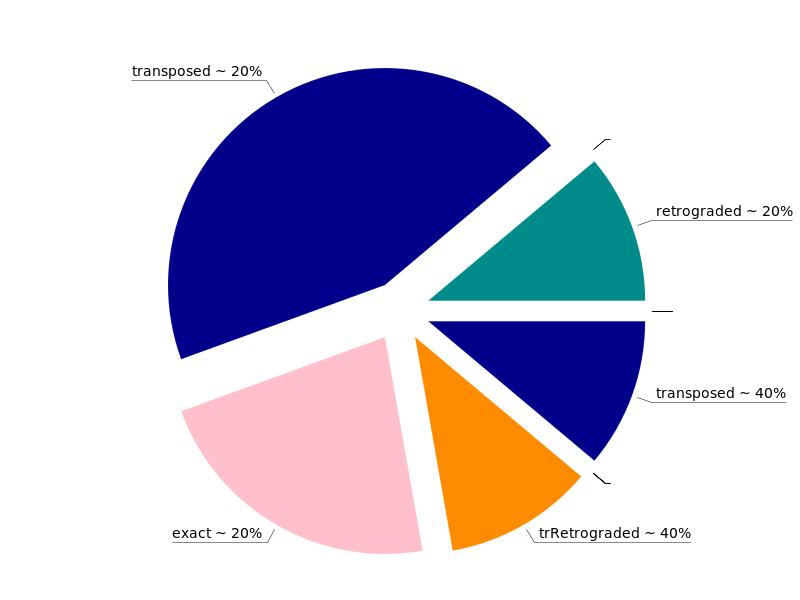 transposed ~ 20%
retrograded ~ 20%
transposed ~ 40%
exact ~ 20%
trRetrograded ~ 40%